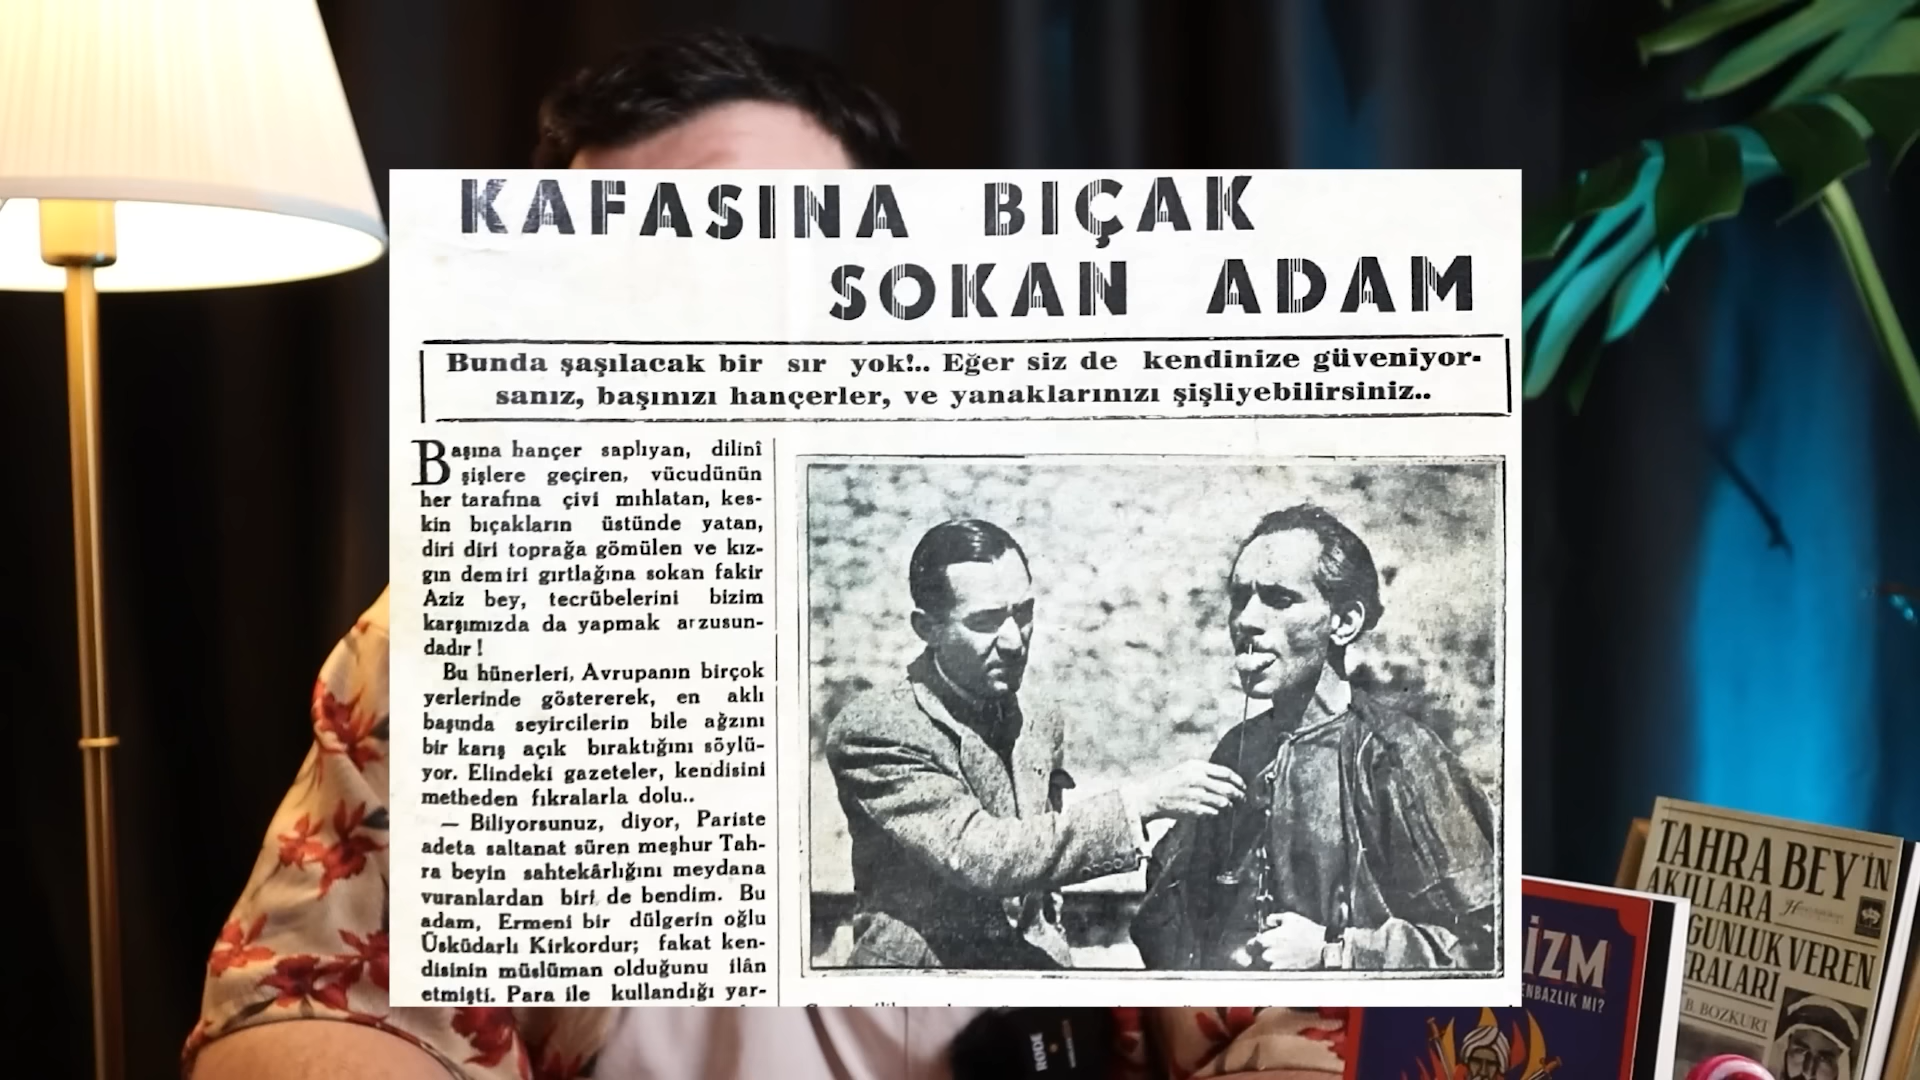 KAFASINA BIÇAK
SOKAN ADAM
Bunda şaşılacak bir sır yok!.. Eğer siz de kendinize güveniyor-
sanız, başınızı hançerler, ve yanaklarınızı şişliyebilirsiniz..
Başına hançer saplıyan, dilinî
şişlere geçiren, vücudünün
her tarafına çivi mıhlatan, kes-
kin bıçakların üstünde yatan,
diri diri toprağa gömülen ve kız-
gın demiri gırtlağına sokan fakir
Aziz bey, tecrübelerini bizim
karşımızda da yapmak arzusun-
dadır!
Bu hünerleri, Avrupanın birçok
yerlerinde göstererek, en aklı
başında seyircilerin bile ağzını
bir karış açık bıraktığını söylü-
yor. Elindeki gazeteler, kendisini
metheden fıkralarla dolu..
— Biliyorsunuz, diyor, Pariste
adeta saltanat süren meşhur Tah-
ra beyin sahtekârlığını meydana
vuranlardan biri de bendim. Bu
adam, Ermeni bir dülgerin oğlu
Üsküdarlı Kirkordur; fakat ken-
disinin müslüman olduğunu ilân
etmişti. Para ile kullandığı yar-
RODE
İZM
ENBAZLIK MI?
TAHRA BEY'İN
AKILLARA
GUNLUK VEREN
ERALARI
B. BOZKURT